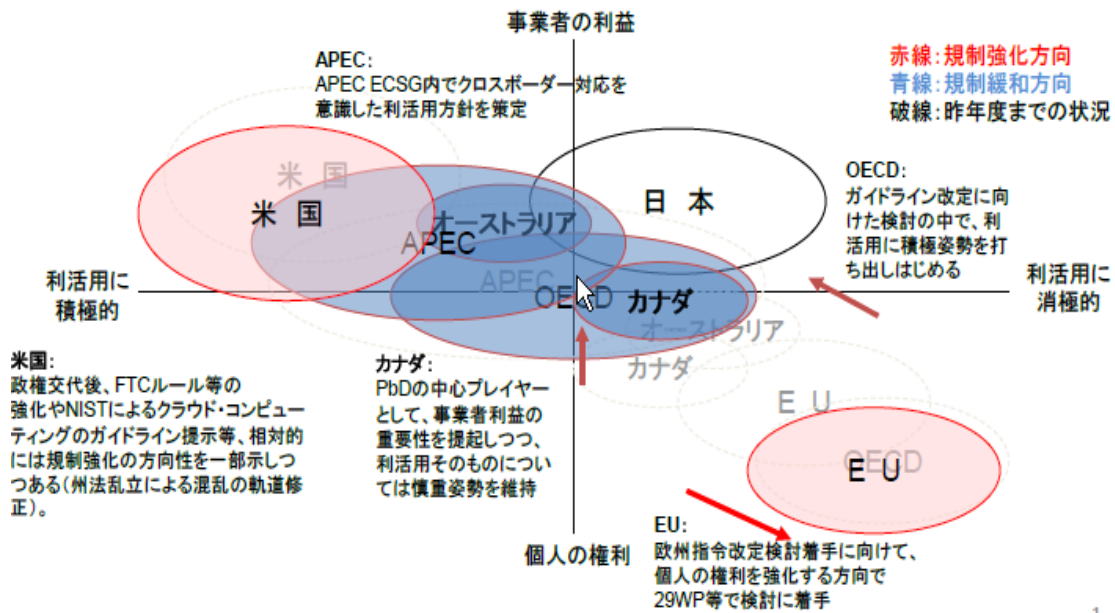 事業者の利益
APEC:
APEC ECSG内でクロスボーダー対応を
意識した利活用方針を策定
赤線:規制強化方向
青線:規制緩和方向
破線:昨年度までの状況
米 国
米 国
日 本
オーストラリア
APEC
OECD:
ガイドライン改定に向
けた検討の中で、利
活用に積極姿勢を打
ち出しはじめる
利活用に
積極的
APEC
OECD
カナダ
利活用に
消極的
オーストラリア
カナダ
米国:
政権交代後、FTCルール等の
強化やNISTによるクラウド・コンピュー
ティングのガイドライン提示等、相対的
には規制強化の方向性を一部示しつ
つある(州法乱立による混乱の軌道修
正)。
カナダ:
PbDの中心プレイヤー
として、事業者利益の
重要性を提起しつつ、
利活用そのものについ
ては慎重姿勢を維持
E U
OECD
E U
個人の権利
EU:
欧州指令改定検討着手に向けて、
個人の権利を強化する方向で
29WP等で検討に着手
1